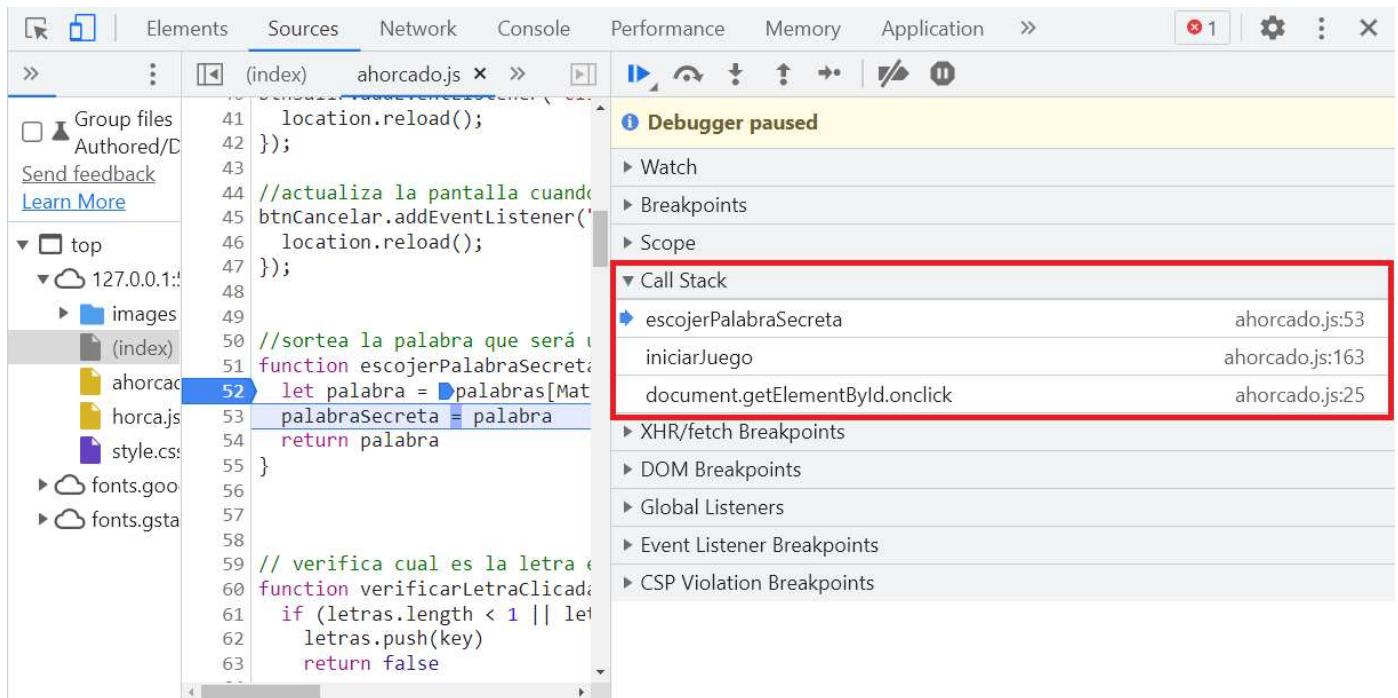 Elements Sources Network Console Performance Memory Application 1
(index) ahorcado.js
Group files
Authored/D
Send feedback
Learn More
top
127.0.0.1:5
images
(index)
ahorcad
horca.js
style.css
fonts.goo
fonts.gsta
41 location.reload();
42 });
43
44 //actualiza la pantalla cuando
45 btnCancelar.addEventListener('
46 location.reload();
47 });
48
49
50 //sortea la palabra que será u
51 function escojerPalabraSecreta
52 let palabra = palabras[Mat
53 palabraSecreta = palabra
54 return palabra
55 }
56
57
58
59 // verifica cual es la letra e
60 function verificarLetraClicada
61 if (letras.length < 1 || let
62 letras.push(key)
63 return false
Debugger paused
Watch
Breakpoints
Scope
Call Stack
escojerPalabraSecreta ahorcado.js:53
iniciarJuego ahorcado.js:163
document.getElementById.onclick ahorcado.js:25
XHR/fetch Breakpoints
DOM Breakpoints
Global Listeners
Event Listener Breakpoints
CSP Violation Breakpoints